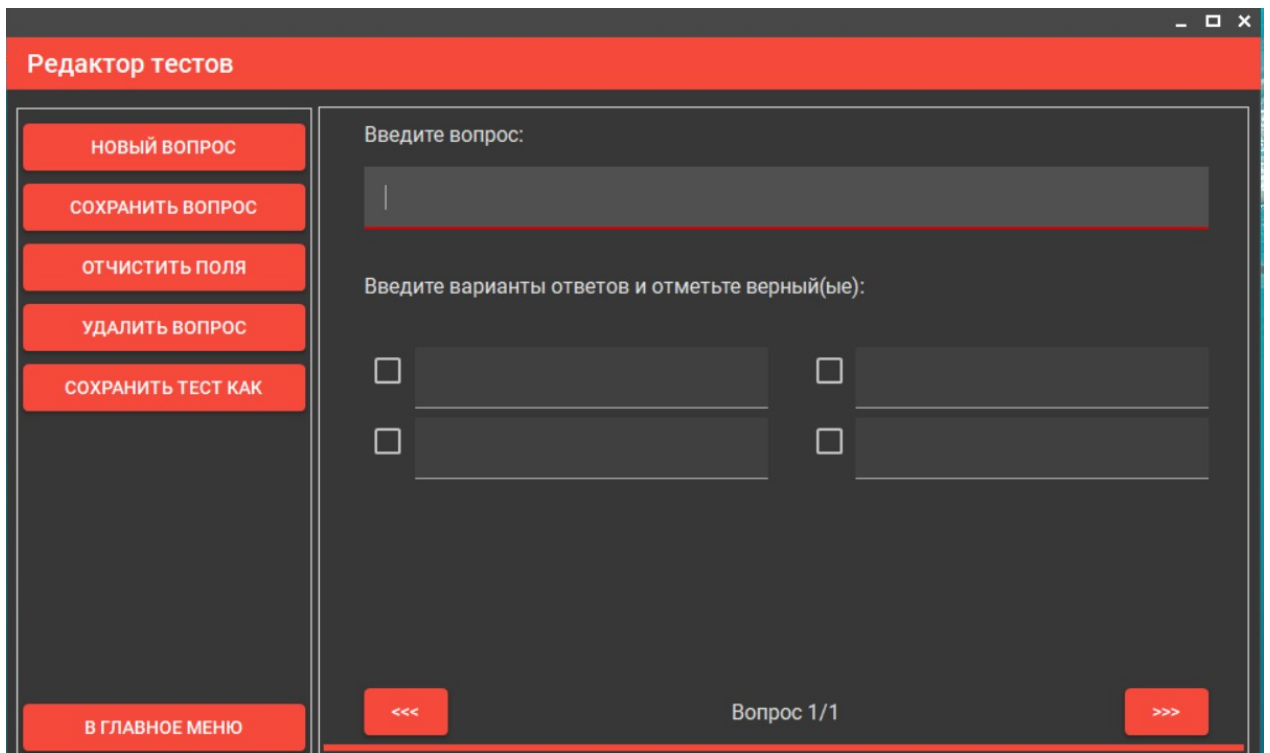 Редактор тестов
НОВЫЙ ВОПРОС
СОХРАНИТЬ ВОПРОС
ОТЧИСТИТЬ ПОЛЯ
УДАЛИТЬ ВОПРОС
СОХРАНИТЬ ТЕСТ КАК
В ГЛАВНОЕ МЕНЮ
Введите вопрос:
Введите варианты ответов и отметьте верный(ые):
<<<
Вопрос 1/1
>>>